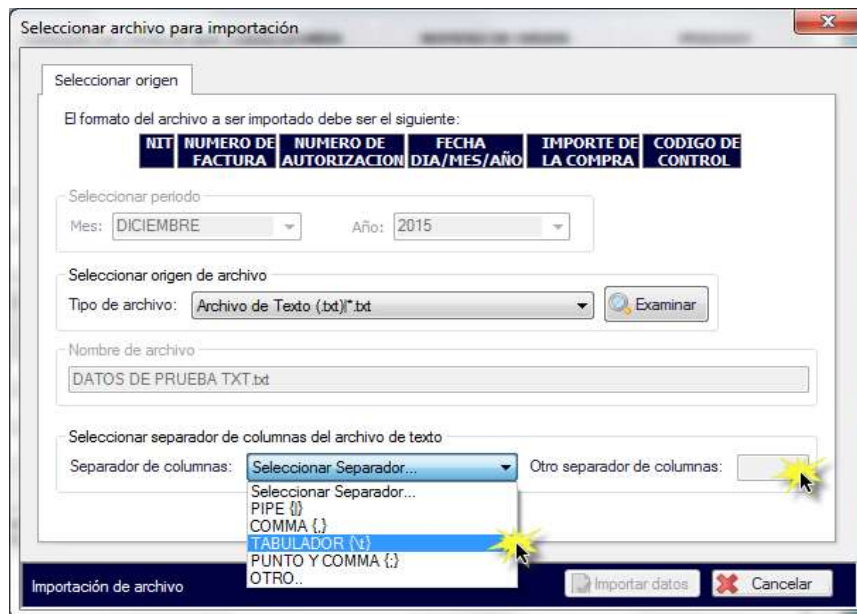 Seleccionar archivo para importación
Seleccionar origen
El formato del archivo a ser importado debe ser el siguiente:
NIT NUMERO DE FACTURA NUMERO DE AUTORIZACION FECHA DIA/MES/AÑO IMPORTE DE LA COMPRA CODIGO DE CONTROL
Seleccionar periodo
Mes: DICIEMBRE Año: 2015
Seleccionar origen de archivo
Tipo de archivo: Archivo de Texto (.txt)|*.txt Examinar
Nombre de archivo
DATOS DE PRUEBA TXT.txt
Seleccionar separador de columnas del archivo de texto
Separador de columnas: Seleccionar Separador... Otro separador de columnas:
Seleccionar Separador...
PIPE {|}
COMMA {,}
TABULADOR {\t}
PUNTO Y COMMA {;}
OTRO..
Importación de archivo Importar datos Cancelar